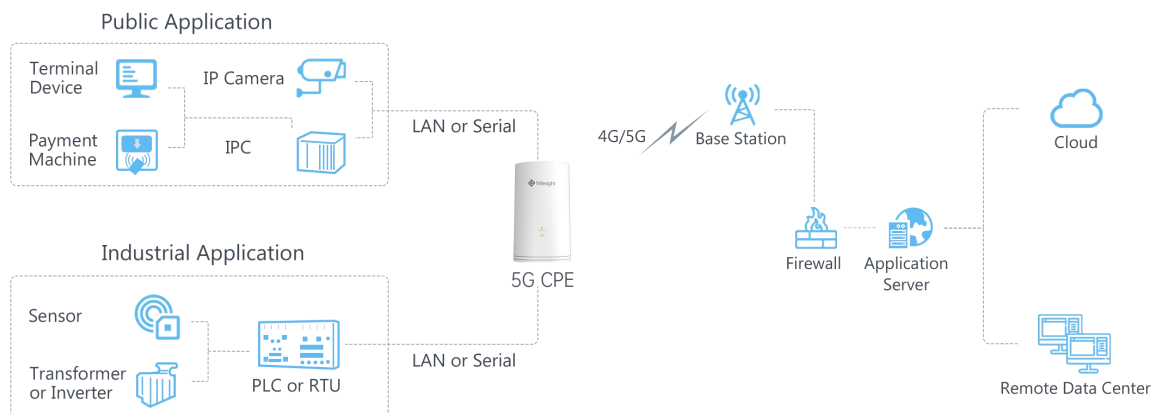 Public Application
Terminal
Device
IP Camera
Payment
Machine
IPC
LAN or Serial
4G/5G
Base Station
Cloud
Milesight
5G CPE
Firewall
Application
Server
Industrial Application
Sensor
Transformer
or Inverter
PLC or RTU
LAN or Serial
Remote Data Center